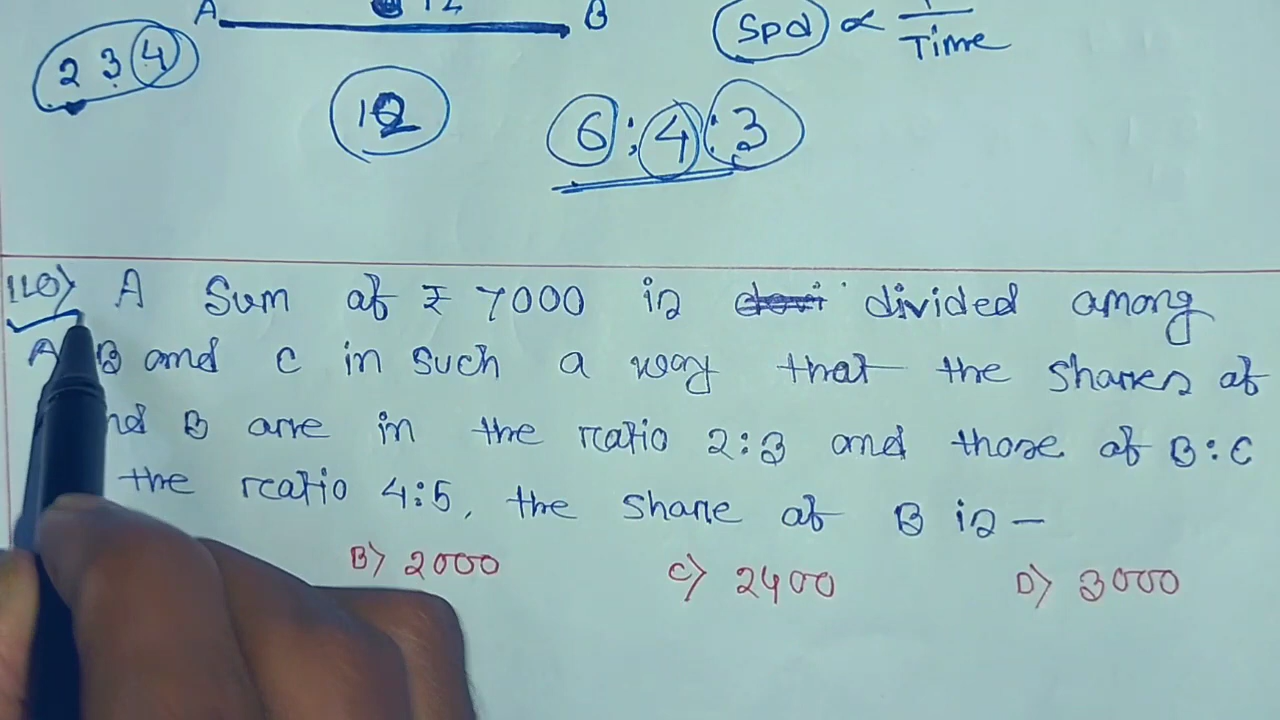 A 12 B
Spd ∝ 1/Time
2 3 4
12
6:4:3
110) A Sum of ₹ 7000 is divided among
A B and C in such a way that the shares of
B are in the ratio 2:3 and those of B:C
the ratio 4:5, the share of B is -
B) 2000 C) 2400 D) 3000